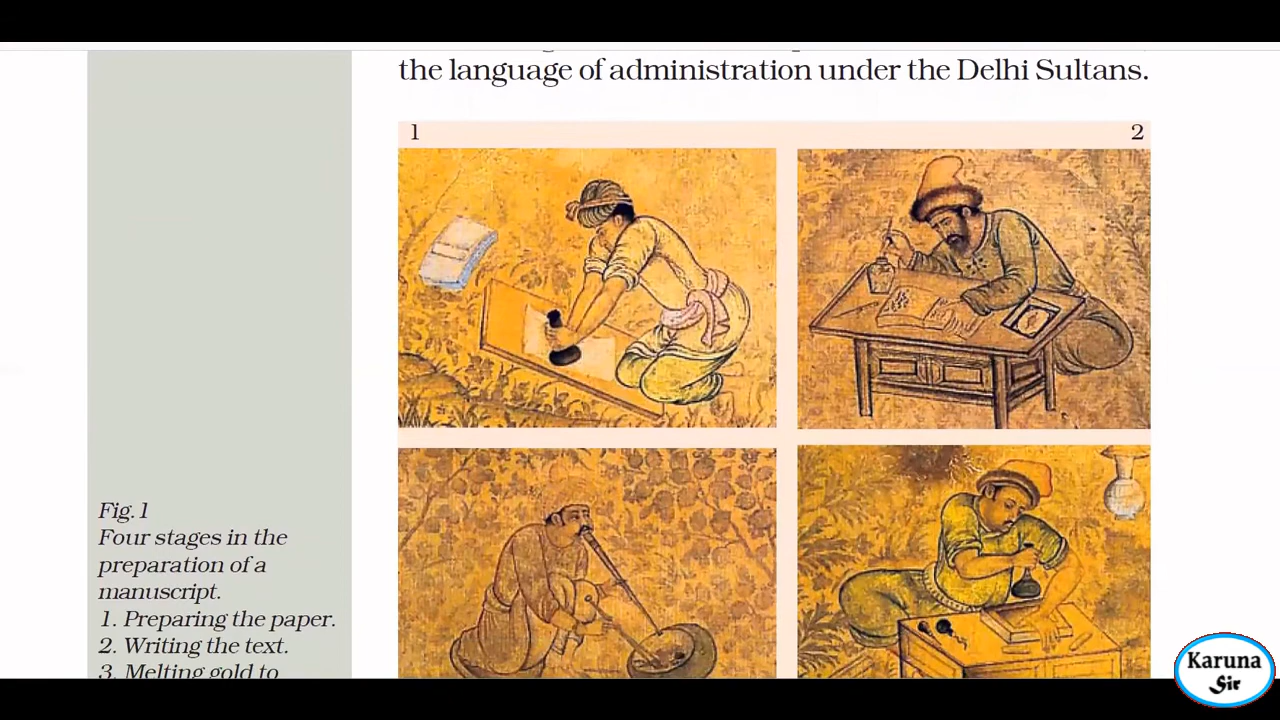 the language of administration under the Delhi Sultans.
1
2
Fig.1
Four stages in the
preparation of a
manuscript.
1. Preparing the paper.
2. Writing the text.
3. Melting gold to
Karuna
Sir